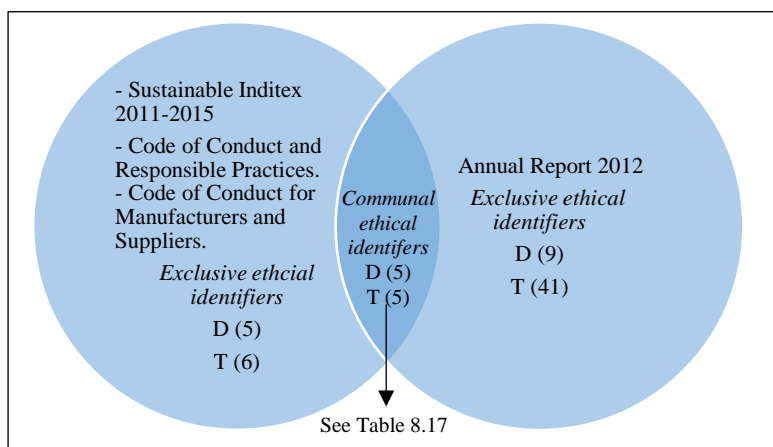 - Sustainable Inditex
2011-2015
- Code of Conduct and
Responsible Practices.
- Code of Conduct for
Manufacturers and
Suppliers.
Exclusive ethcial
identifiers
D (5)
T (6)
Communal
ethical
identifers
D (5)
T (5)
Annual Report 2012
Exclusive ethical
identifiers
D (9)
T (41)
See Table 8.17